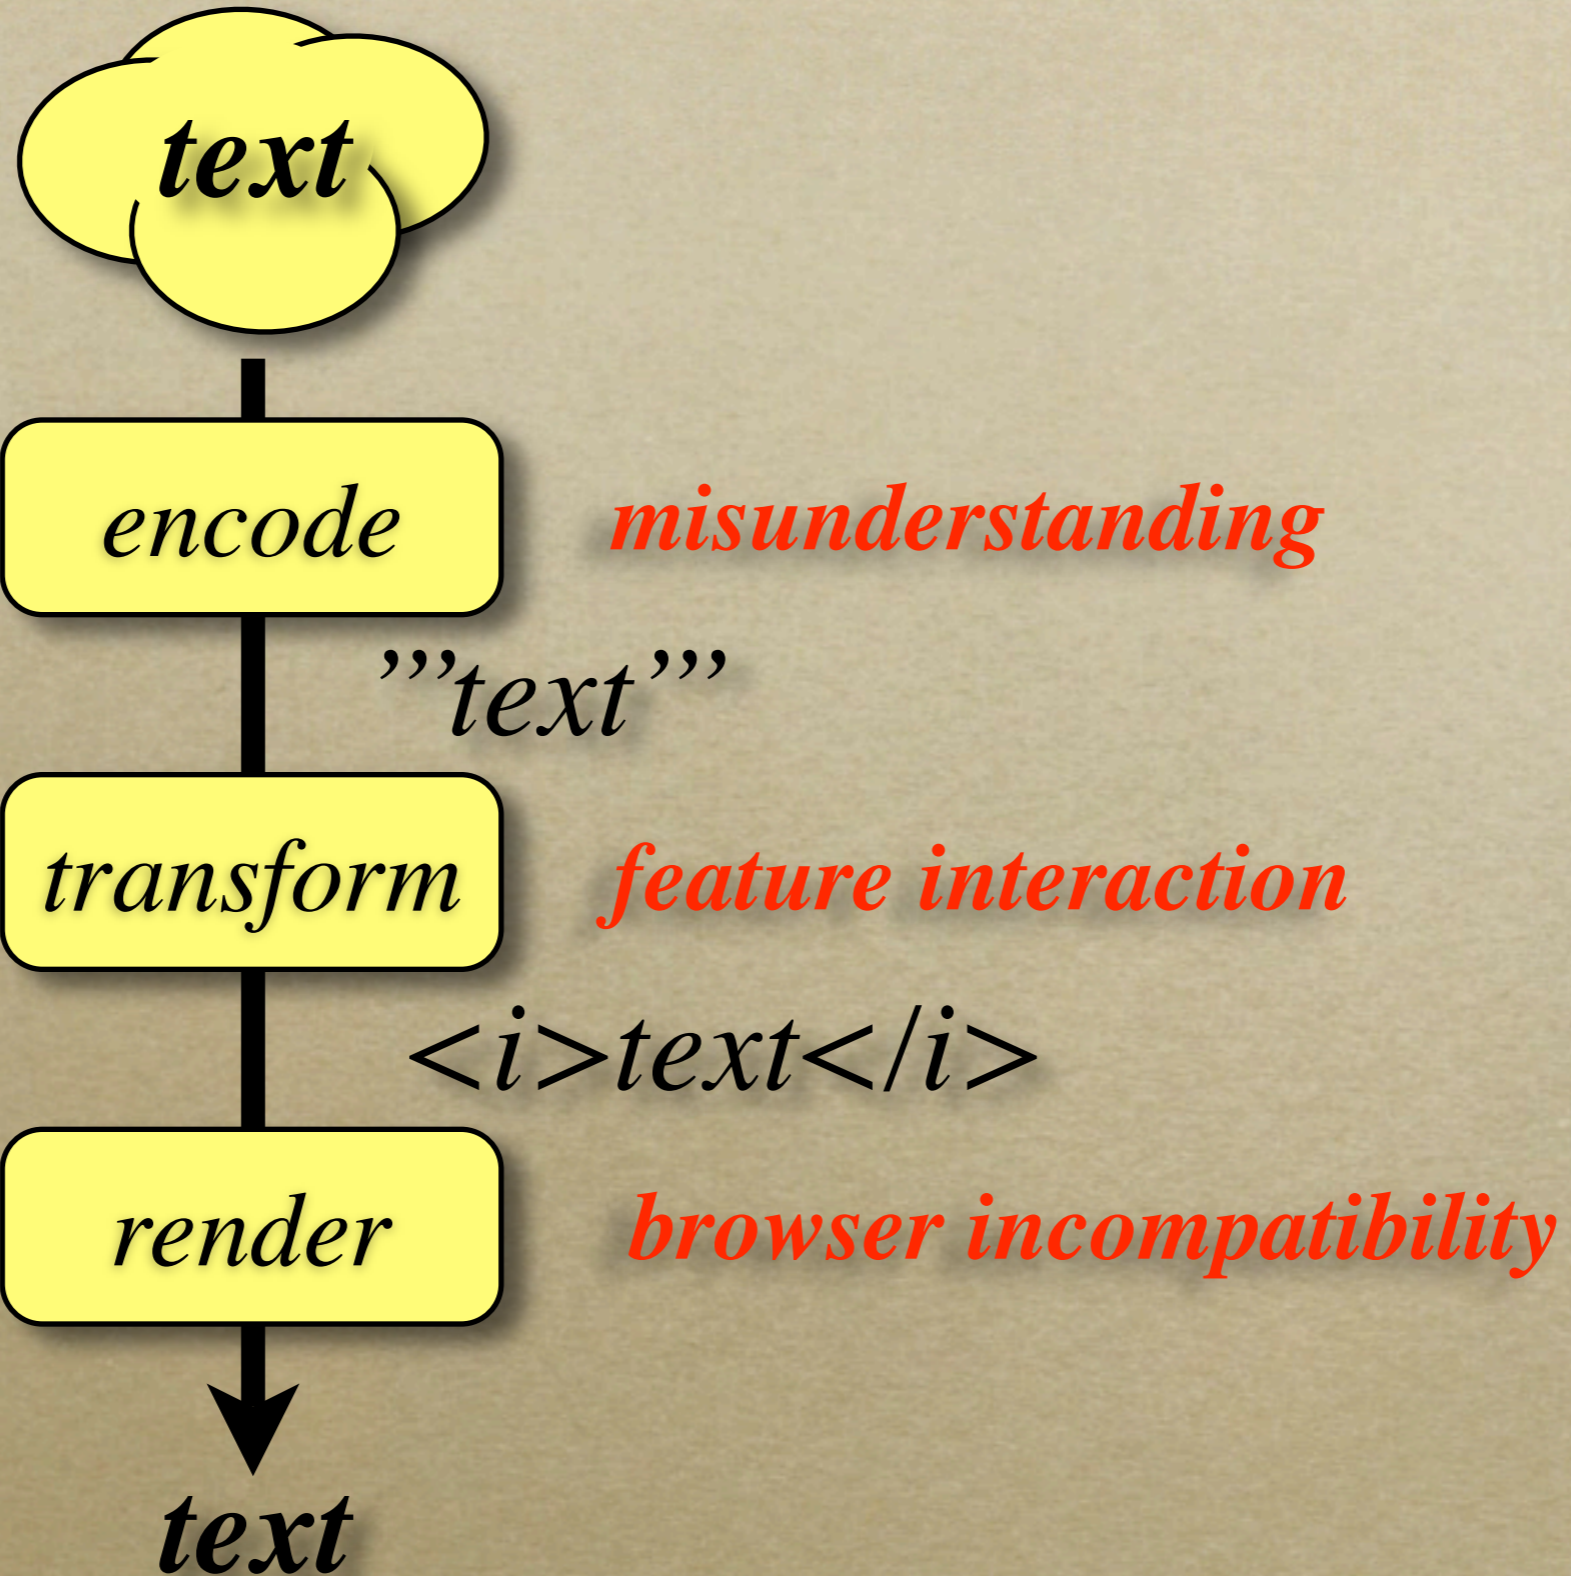 text
encode
misunderstanding
’’’text’’’
transform
feature interaction
<i>text</i>
render
browser incompatibility
text